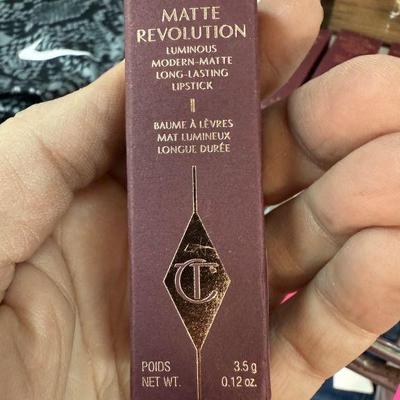 MATTE
REVOLUTION
LUMINOUS
MODERN-MATTE
LONG-LASTING
LIPSTICK
BAUME À LÈVRES
MAT LUMINEUX
LONGUE DURÉE
CT
POIDS 3.5 g
NET WT. 0.12 oz.